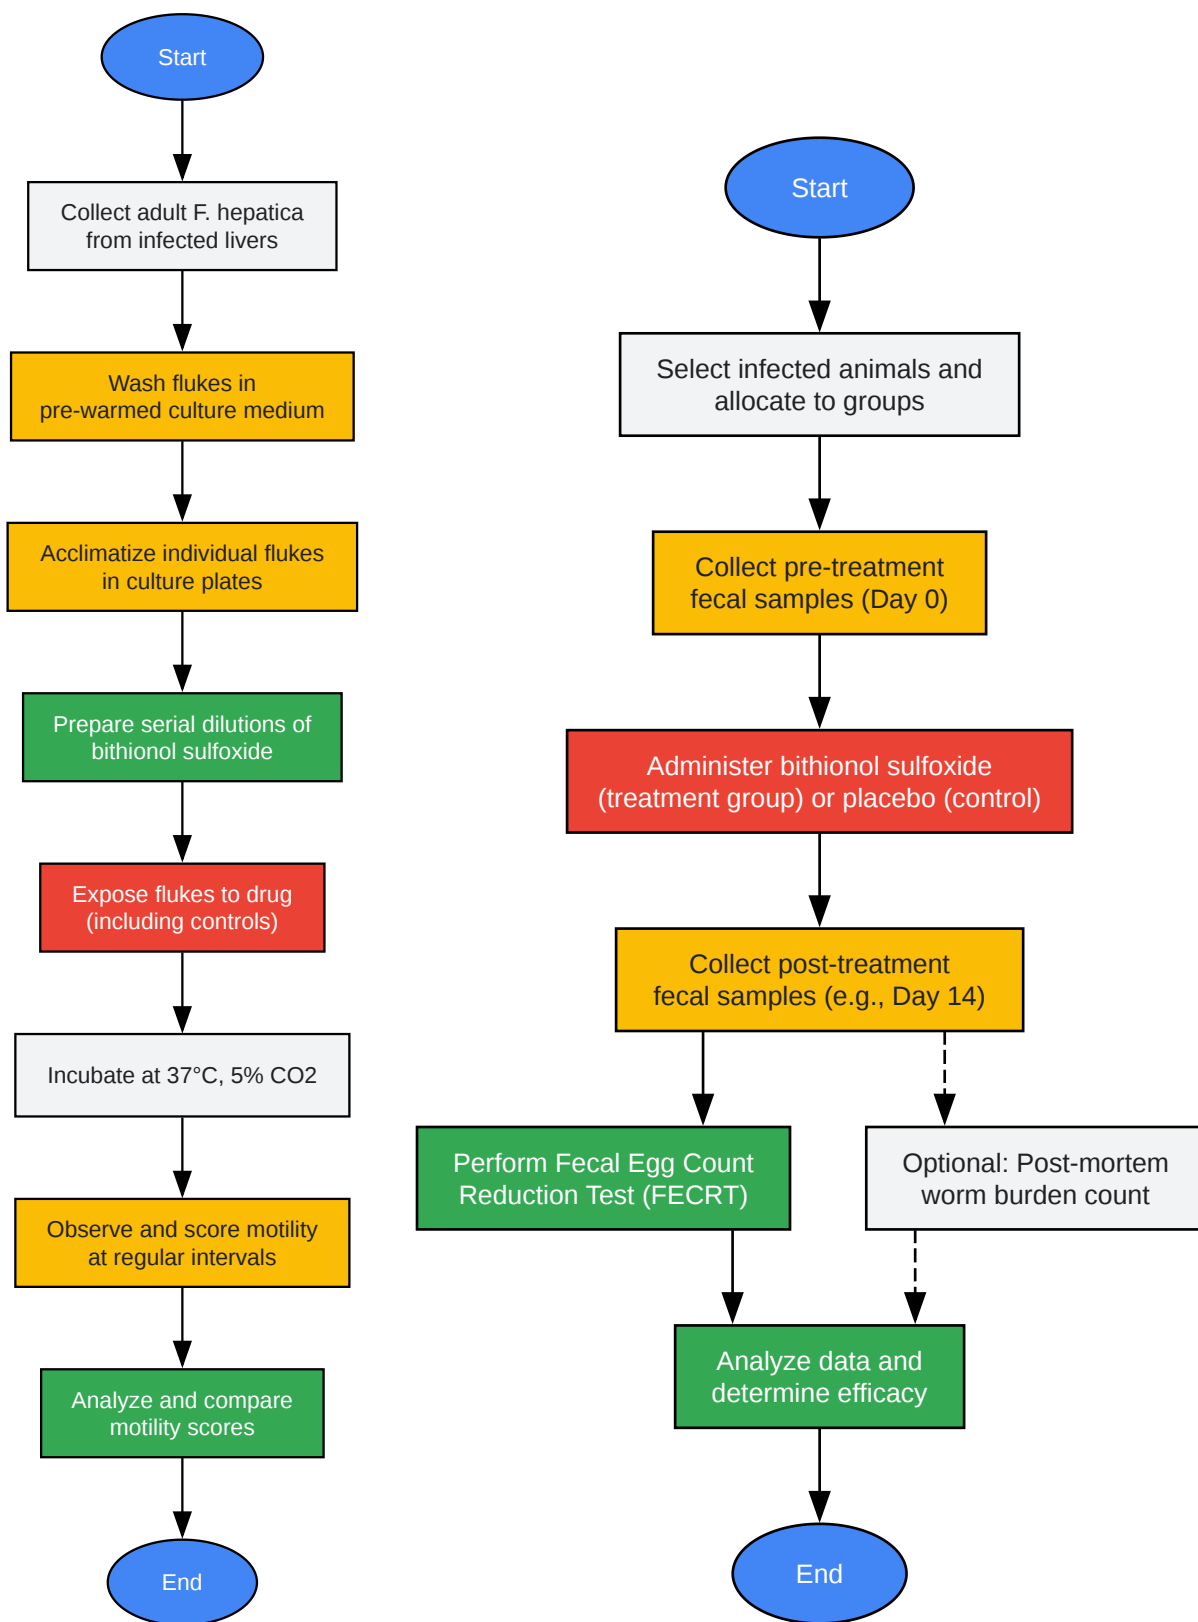 Start
Collect adult F. hepatica
from infected livers
Wash flukes in
pre-warmed culture medium
Acclimatize individual flukes
in culture plates
Prepare serial dilutions of
bithionol sulfoxide
Expose flukes to drug
(including controls)
Incubate at 37°C, 5% CO2
Observe and score motility
at regular intervals
Analyze and compare
motility scores
End
Start
Select infected animals and
allocate to groups
Collect pre-treatment
fecal samples (Day 0)
Administer bithionol sulfoxide
(treatment group) or placebo (control)
Collect post-treatment
fecal samples (e.g., Day 14)
Perform Fecal Egg Count
Reduction Test (FECRT)
Optional: Post-mortem
worm burden count
Analyze data and
determine efficacy
End